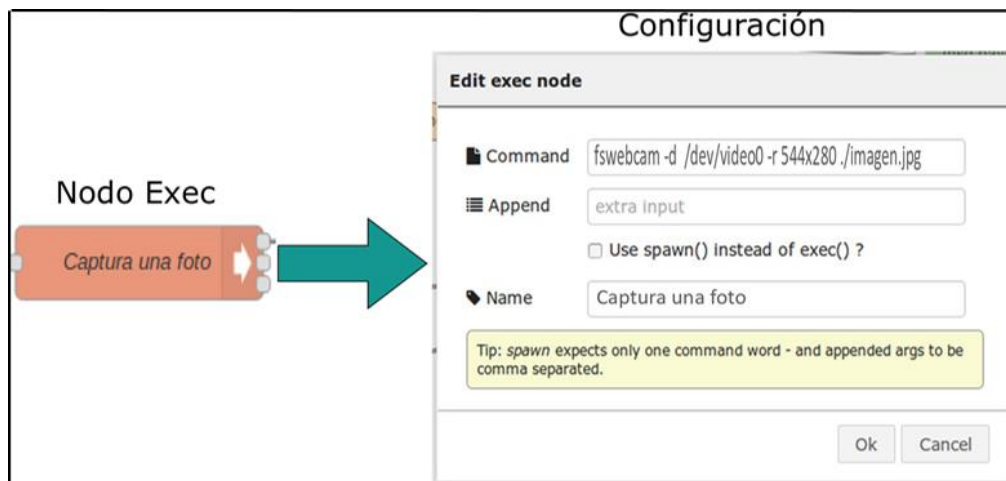 Configuración
Edit exec node
Command fswebcam -d /dev/video0 -r 544x280 ./imagen.jpg
Nodo Exec
Append extra input
Captura una foto
Use spawn() instead of exec() ?
Name Captura una foto
Tip: spawn expects only one command word - and appended args to be
comma separated.
Ok Cancel